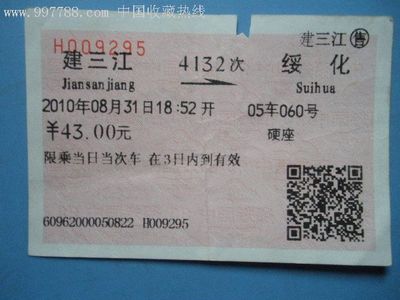 www.997788.com 中国收藏热线
H009295
建三江 售
建三江 4132次 绥化
Jiansanjiang Suihua
2010年08月31日18:52开 05车060号
￥43.00元 硬座
限乘当日当次车 在3日内到有效
60962000050822 H009295